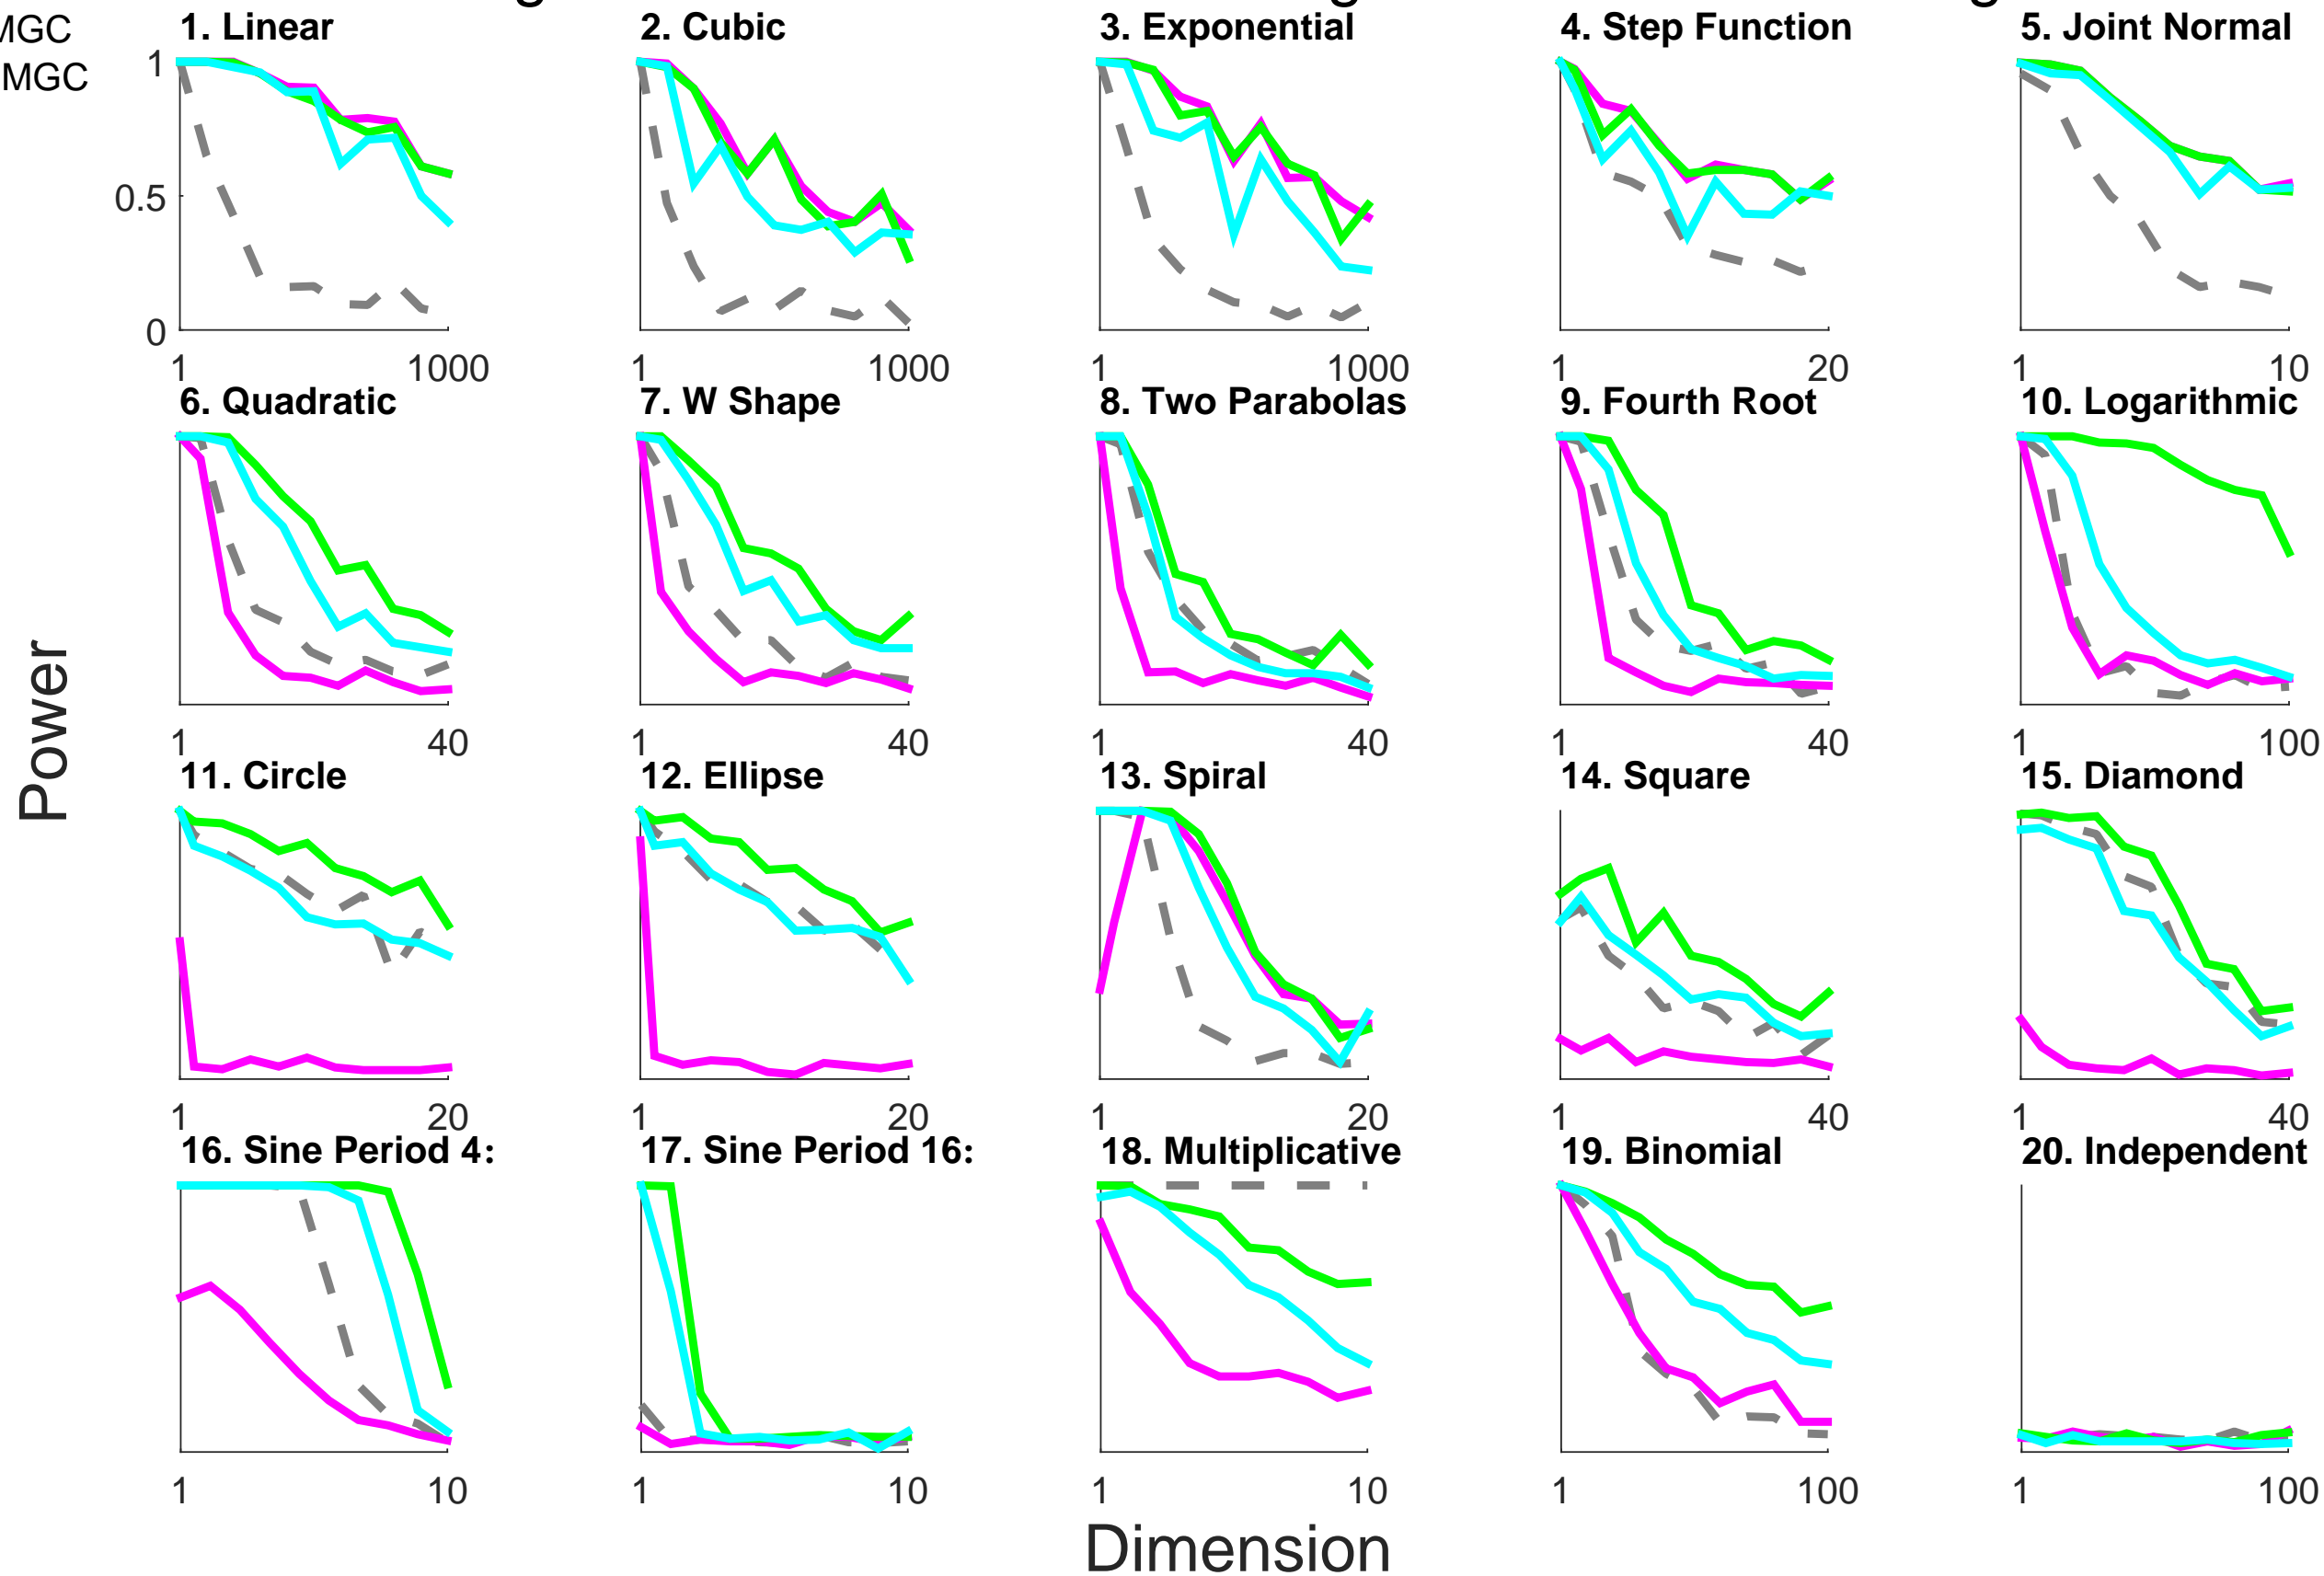 MGC
MGC
1. Linear
2. Cubic
3. Exponential
4. Step Function
5. Joint Normal
1
0.5
0
1 1000
1 1000
1 1000
1 20
1 10
6. Quadratic
7. W Shape
8. Two Parabolas
9. Fourth Root
10. Logarithmic
1 40
1 40
1 40
1 40
1 100
11. Circle
12. Ellipse
13. Spiral
14. Square
15. Diamond
1 20
1 20
1 20
1 40
1 40
16. Sine Period 4:
17. Sine Period 16:
18. Multiplicative
19. Binomial
20. Independent
1 10
1 10
1 10
1 100
1 100
Power
Dimension